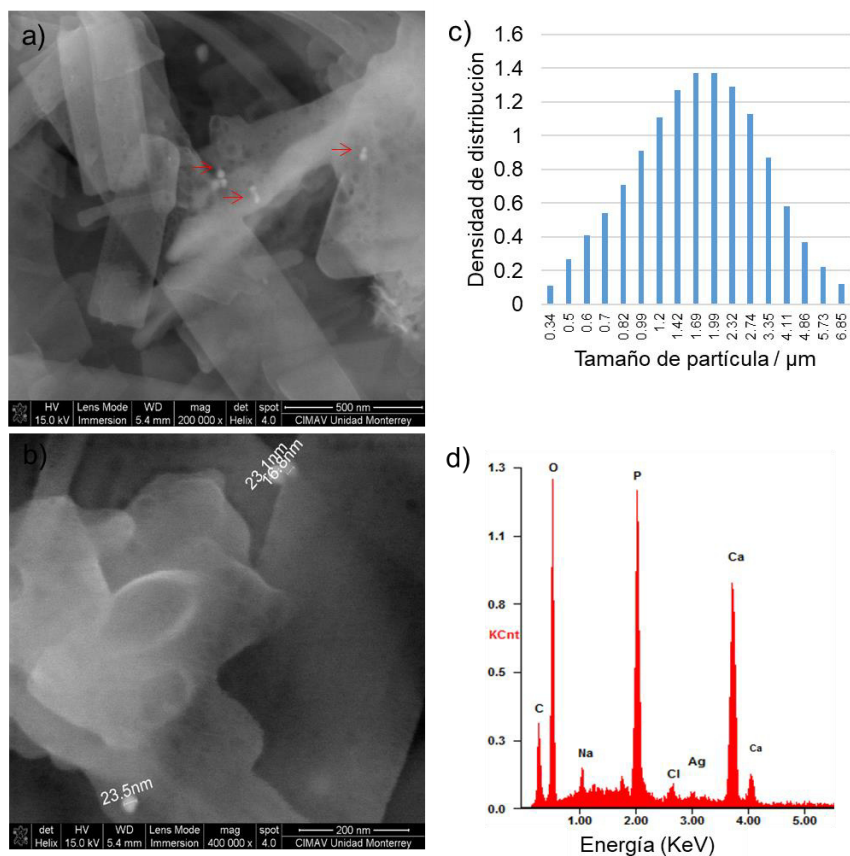 a)
HV Lens Mode WD mag det spot 500 nm
15.0 kV Immersion 5.4 mm 200 000 x Helix 4.0 CIMAV Unidad Monterrey
b)
23.1nm
16.8nm
23.5nm
det HV WD Lens Mode mag spot 200 nm
Helix 15.0 kV 5.4 mm Immersion 400 000 x 4.0 CIMAV Unidad Monterrey
c)
Densidad de distribución
1.6
1.4
1.2
1
0.8
0.6
0.4
0.2
0
0.34 0.5 0.6 0.7 0.82 0.99 1.2 1.42 1.69 1.99 2.32 2.74 3.35 4.11 4.86 5.73 6.85
Tamaño de partícula / µm
d)
1.3
1.1
0.8
KCnt
0.5
0.3
0.0
C
O
Na
P
Cl
Ag
Ca
Ca
1.00 2.00 3.00 4.00 5.00
Energía (KeV)